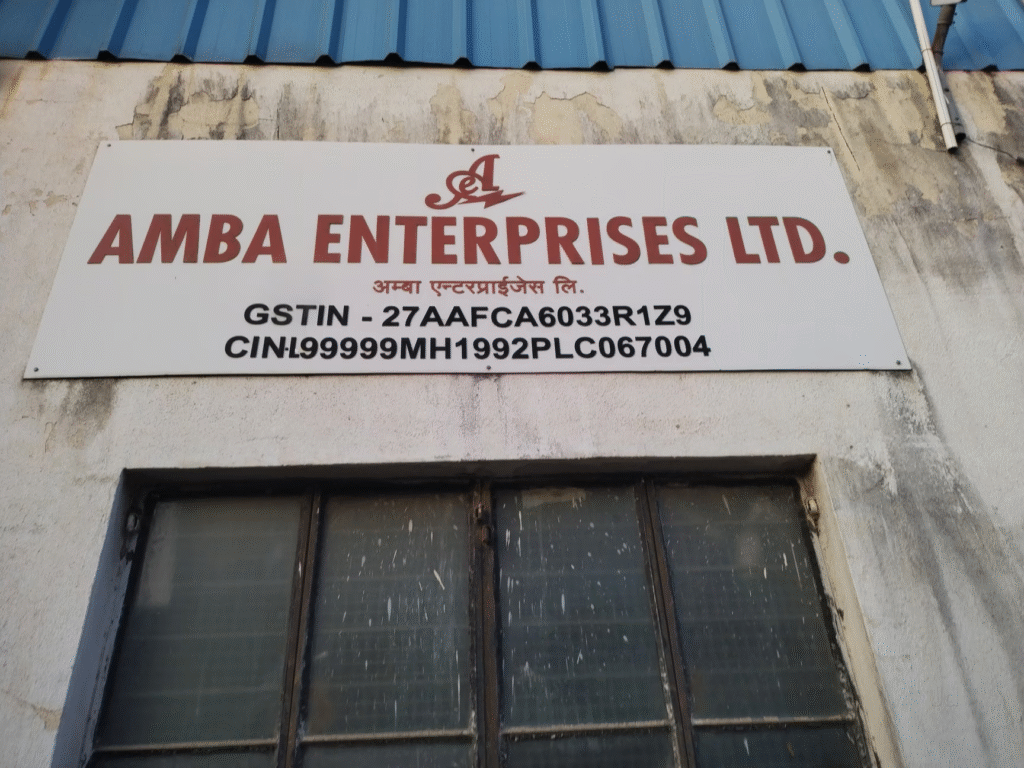 AMBA ENTERPRISES LTD.
अम्बा एन्टरप्राईजेस लि.
GSTIN - 27AAFCA6033R1Z9
CIN-L99999MH1992PLC067004